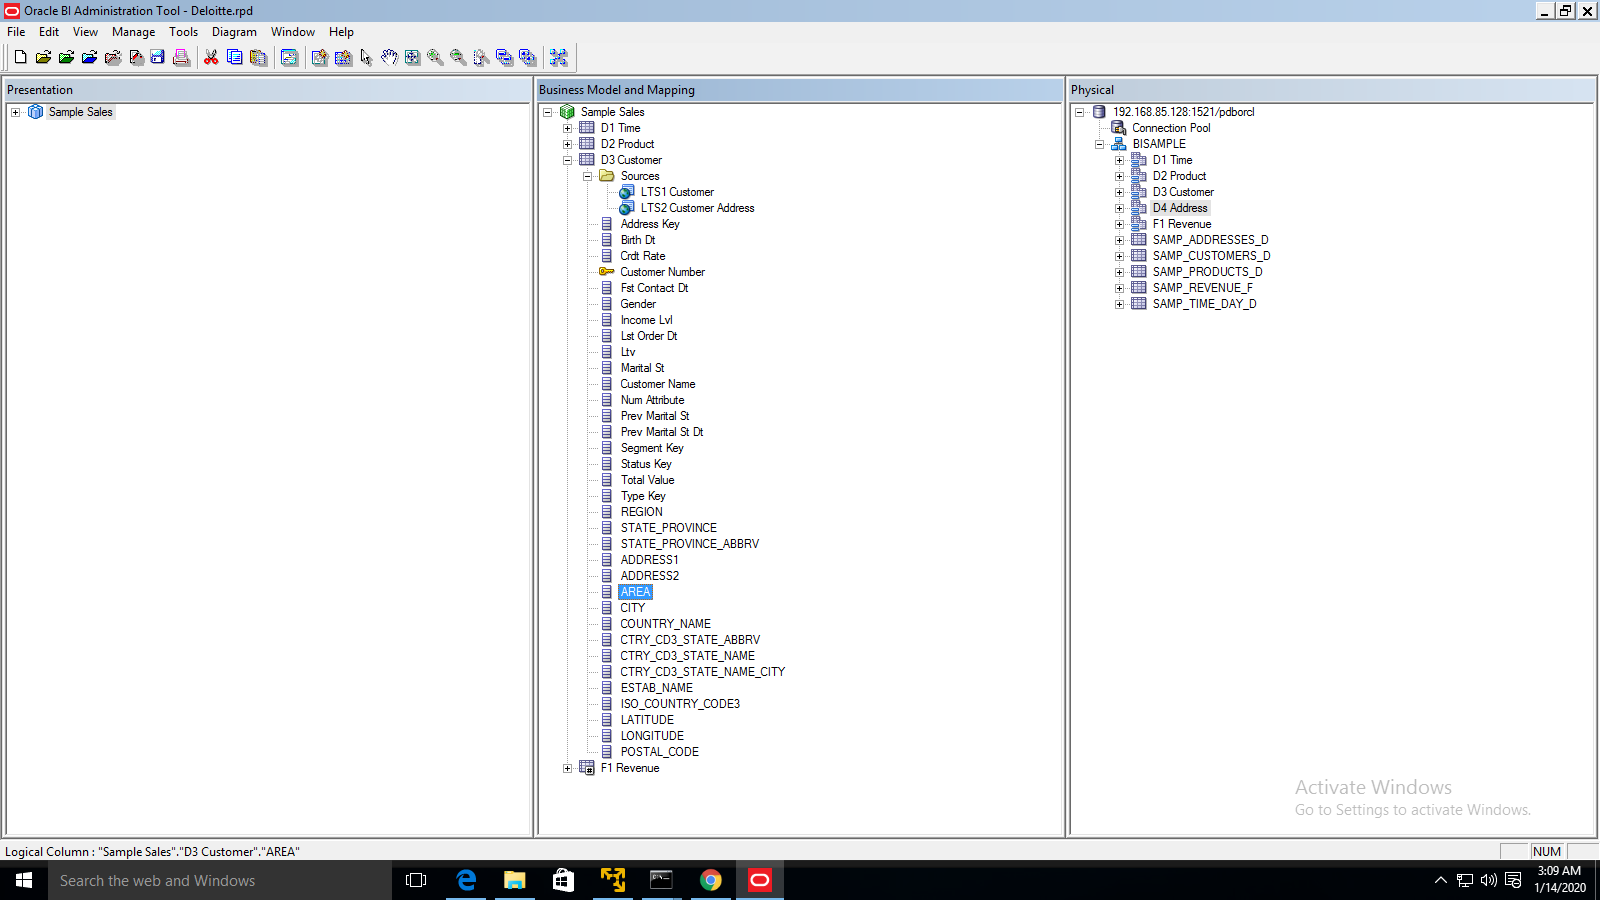 Oracle BI Administration Tool - Deloitte.rpd
File Edit View Manage Tools Diagram Window Help
Presentation
Sample Sales
Business Model and Mapping
Sample Sales
D1 Time
D2 Product
D3 Customer
Sources
LTS1 Customer
LTS2 Customer Address
Address Key
Birth Dt
Crdt Rate
Customer Number
Fst Contact Dt
Gender
Income Lvl
Lst Order Dt
Ltv
Marital St
Customer Name
Num Attribute
Prev Marital St
Prev Marital St Dt
Segment Key
Status Key
Total Value
Type Key
REGION
STATE_PROVINCE
STATE_PROVINCE_ABBRV
ADDRESS1
ADDRESS2
AREA
CITY
COUNTRY_NAME
CTRY_CD3_STATE_ABBRV
CTRY_CD3_STATE_NAME
CTRY_CD3_STATE_NAME_CITY
ESTAB_NAME
ISO_COUNTRY_CODE3
LATITUDE
LONGITUDE
POSTAL_CODE
F1 Revenue
Physical
192.168.85.128:1521/pdborcl
Connection Pool
BISAMPLE
D1 Time
D2 Product
D3 Customer
D4 Address
F1 Revenue
SAMP_ADDRESSES_D
SAMP_CUSTOMERS_D
SAMP_PRODUCTS_D
SAMP_REVENUE_F
SAMP_TIME_DAY_D
Activate Windows
Go to Settings to activate Windows.
Logical Column : "Sample Sales"."D3 Customer"."AREA"
NUM
Search the web and Windows
3:09 AM
1/14/2020